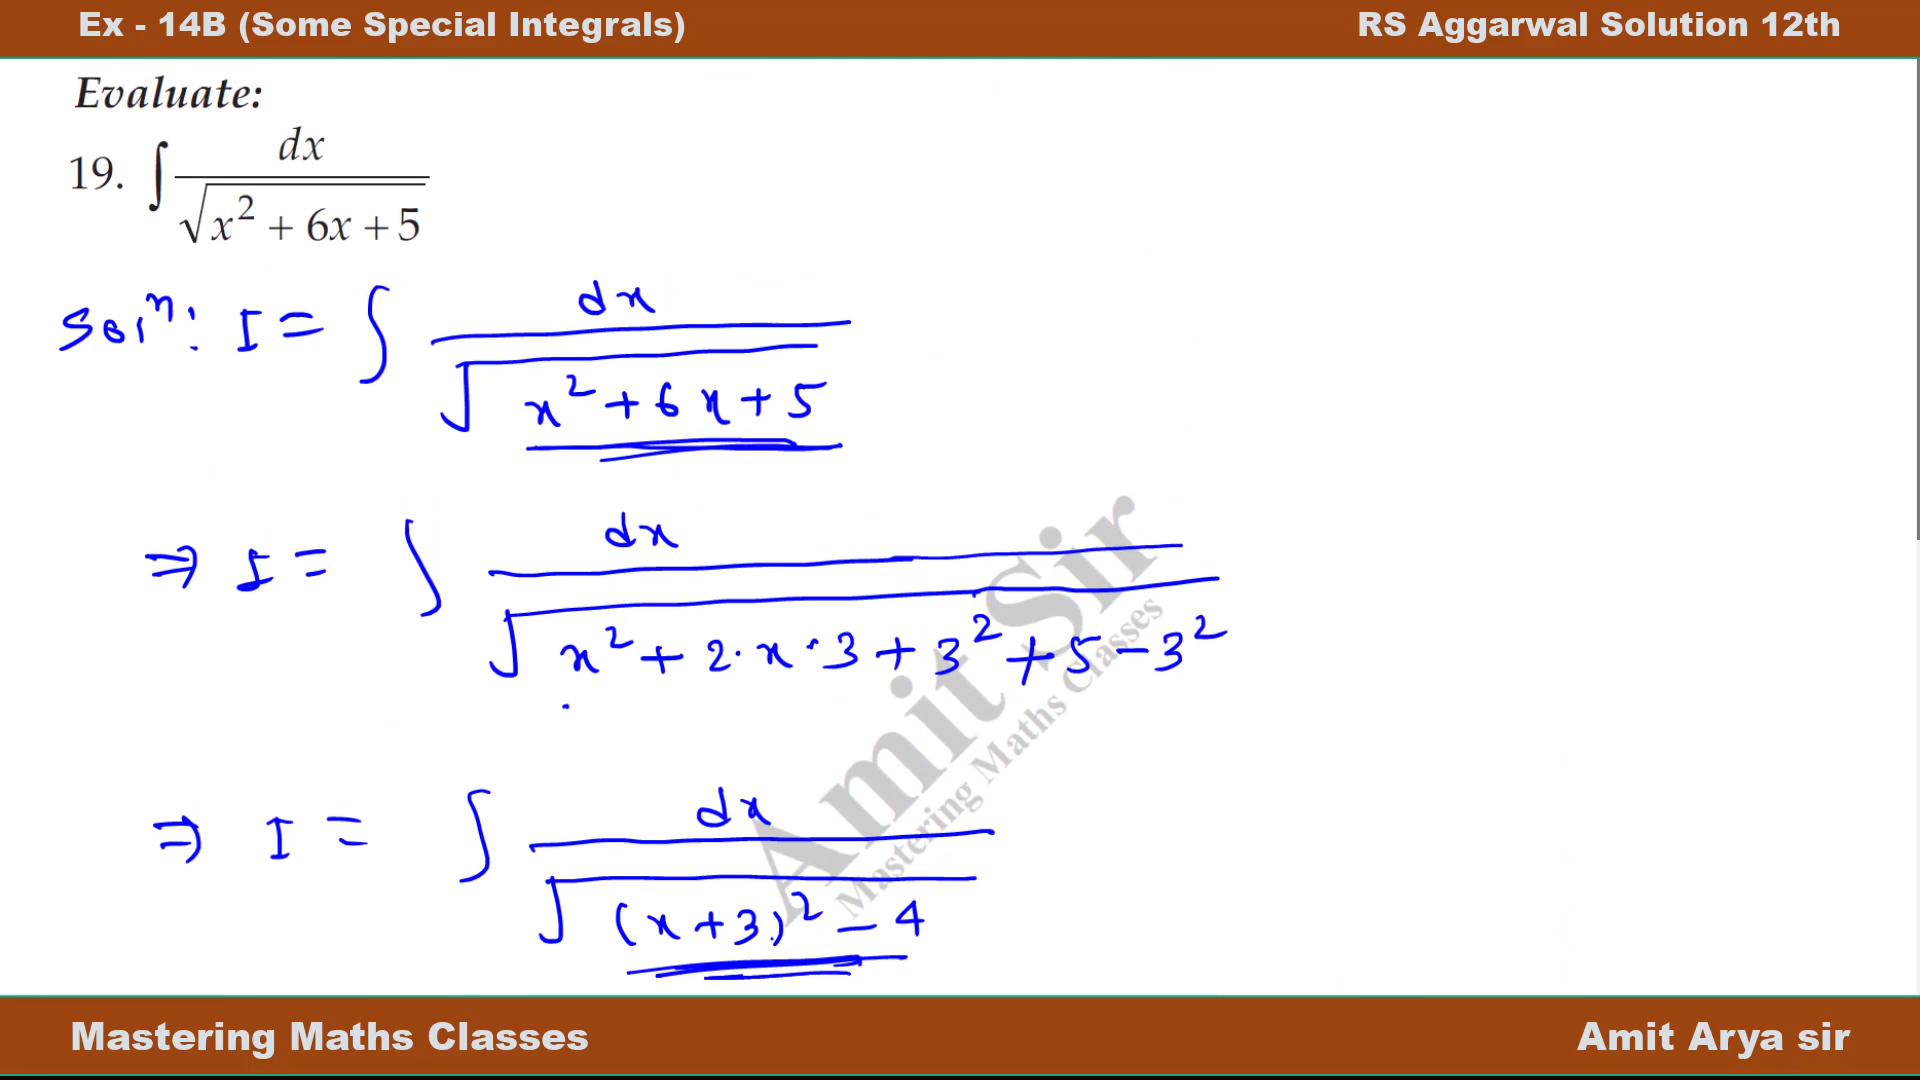 Ex - 14B (Some Special Integrals) RS Aggarwal Solution 12th
Evaluate:
19. ∫ dx / √(x² + 6x + 5)
Solⁿ: I = ∫ dx / √(x² + 6x + 5)
⇒ I = ∫ dx / √(x² + 2·x·3 + 3² + 5 − 3²)
⇒ I = ∫ dx / √((x + 3)² − 4)
Amit Sir
Mastering Maths Classes
Mastering Maths Classes Amit Arya sir